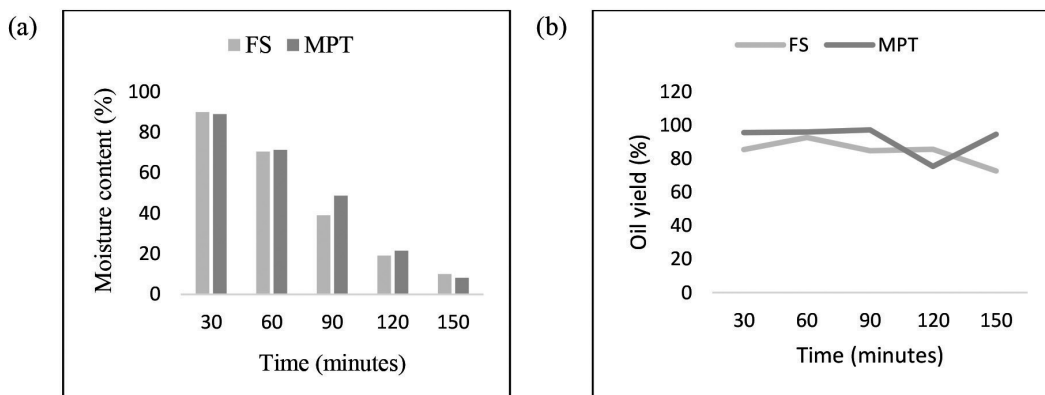 (a)
FS MPT
Moisture content (%)
100
80
60
40
20
0
30 60 90 120 150
Time (minutes)
(b)
FS MPT
Oil yield (%)
120
100
80
60
40
20
0
30 60 90 120 150
Time (minutes)